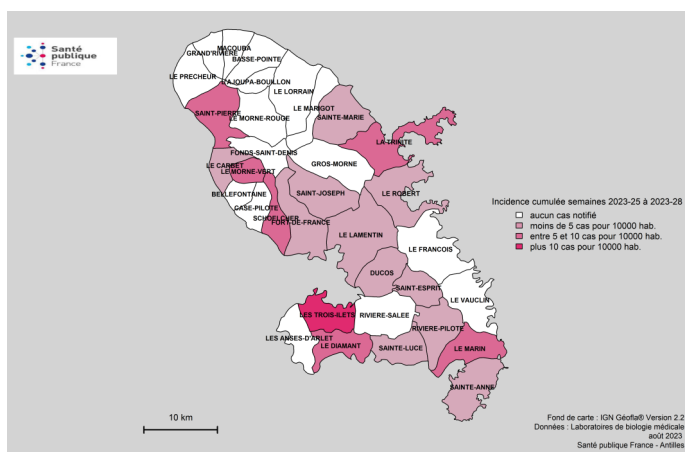 Santé
publique
France
MACOUBA
GRAND'RIVIERE
BASSE-POINTE
LE PRECHEUR
L'AJOUPA-BOUILLON
LE LORRAIN
LE MARIGOT
SAINTE-MARIE
SAINT-PIERRE
LE MORNE-ROUGE
LA TRINITE
FONDS-SAINT-DENIS
LE CARBET
GROS-MORNE
LE MORNE-VERT
BELLEFONTAINE
SAINT-JOSEPH
LE ROBERT
CASE-PILOTE
SCHOELCHER
FORT-DE-FRANCE
LE LAMENTIN
LE FRANCOIS
DUCOS
SAINT-ESPRIT
LE VAUCLIN
LES TROIS-ILETS
RIVIERE-SALEE
RIVIERE-PILOTE
LES ANSES-D'ARLET
LE DIAMANT
SAINTE-LUCE
LE MARIN
SAINTE-ANNE
Incidence cumulée semaines 2023-25 à 2023-28
aucun cas notifié
moins de 5 cas pour 10000 hab.
entre 5 et 10 cas pour 10000 hab.
plus 10 cas pour 10000 hab.
10 km
Fond de carte : IGN Géofla® Version 2.2
Données : Laboratoires de biologie médicale
août 2023
Santé publique France - Antilles